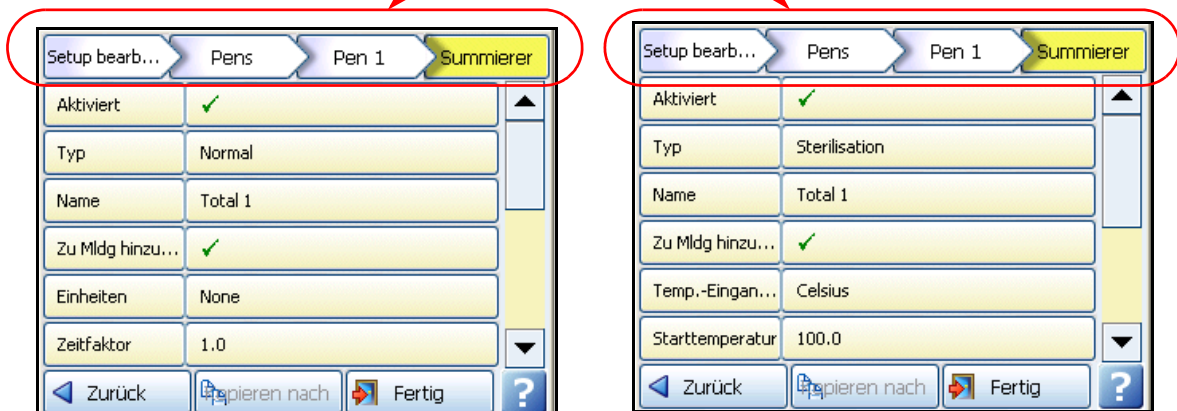 Setup bearb... Pens Pen 1 Summierer
Aktiviert ✓
Typ Normal
Name Total 1
Zu Mldg hinzu... ✓
Einheiten None
Zeitfaktor 1.0
Zurück Kopieren nach Fertig ?
Setup bearb... Pens Pen 1 Summierer
Aktiviert ✓
Typ Sterilisation
Name Total 1
Zu Mldg hinzu... ✓
Temp.-Eingan... Celsius
Starttemperatur 100.0
Zurück Kopieren nach Fertig ?